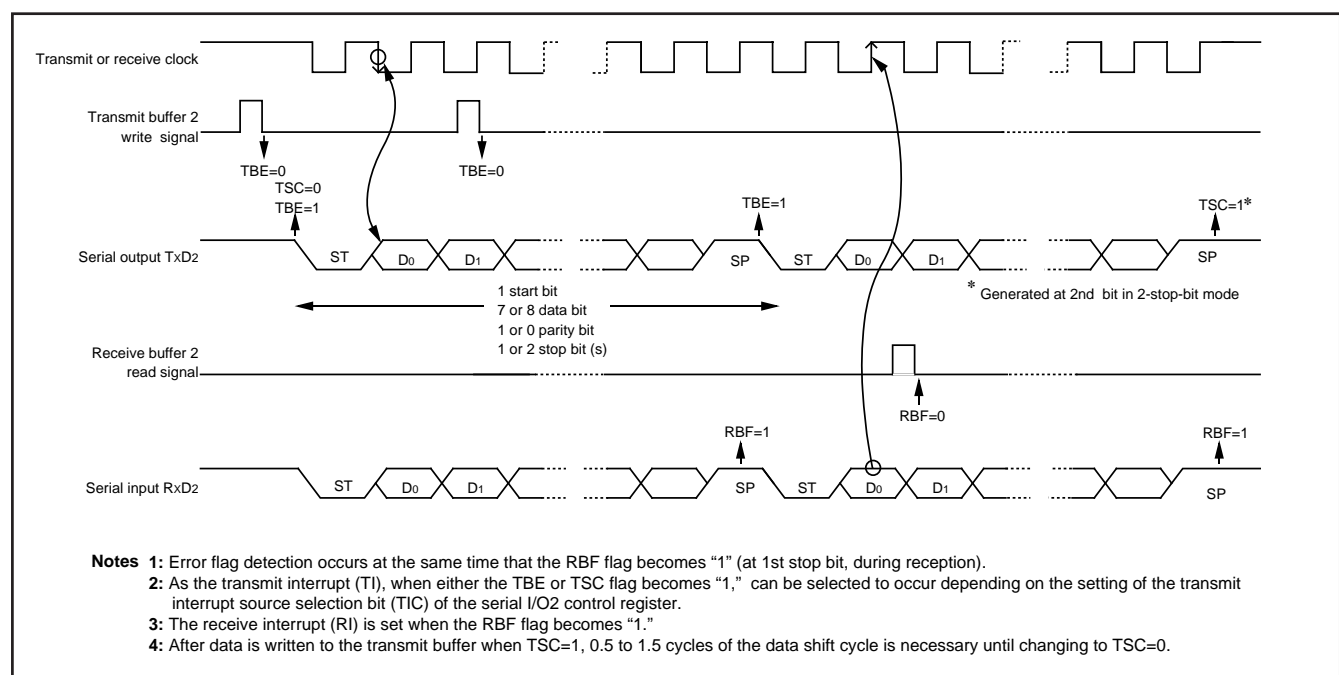 Transmit or receive clock
Transmit buffer 2
write signal
TBE=0
TSC=0
TBE=1
TBE=0
TBE=1
TSC=1*
Serial output TxD2
ST
D0
D1
SP
ST
D0
D1
SP
* Generated at 2nd bit in 2-stop-bit mode
1 start bit
7 or 8 data bit
1 or 0 parity bit
1 or 2 stop bit (s)
Receive buffer 2
read signal
RBF=0
RBF=1
RBF=1
Serial input RxD2
ST
D0
D1
SP
ST
D0
D1
SP
Notes 1: Error flag detection occurs at the same time that the RBF flag becomes “1” (at 1st stop bit, during reception).
2: As the transmit interrupt (TI), when either the TBE or TSC flag becomes “1,” can be selected to occur depending on the setting of the transmit
interrupt source selection bit (TIC) of the serial I/O2 control register.
3: The receive interrupt (RI) is set when the RBF flag becomes “1.”
4: After data is written to the transmit buffer when TSC=1, 0.5 to 1.5 cycles of the data shift cycle is necessary until changing to TSC=0.